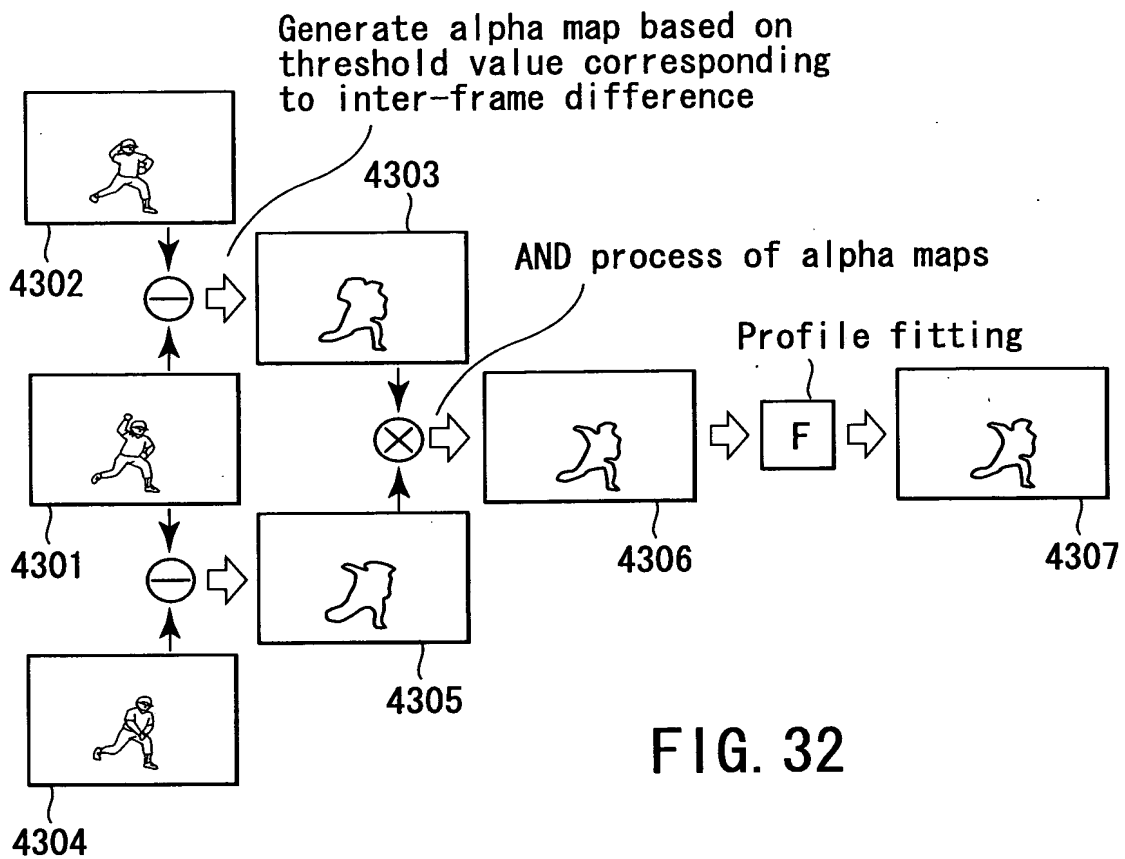 Generate alpha map based on
threshold value corresponding
to inter-frame difference
4303
4302
AND process of alpha maps
Profile fitting
F
4301
4306
4307
4305
FIG. 32
4304